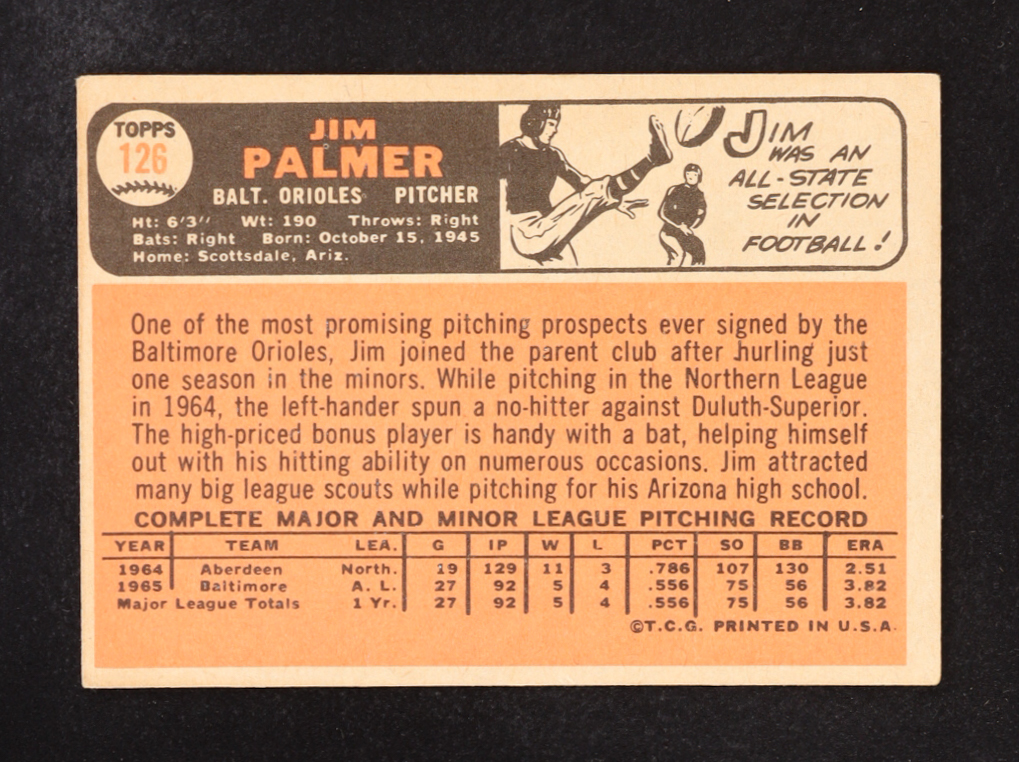 TOPPS
126
JIM
PALMER
BALT. ORIOLES PITCHER
Ht: 6'3" Wt: 190 Throws: Right
Bats: Right Born: October 15, 1945
Home: Scottsdale, Ariz.
JIM
WAS AN
ALL-STATE
SELECTION
IN
FOOTBALL!
One of the most promising pitching prospects ever signed by the
Baltimore Orioles, Jim joined the parent club after hurling just
one season in the minors. While pitching in the Northern League
in 1964, the left-hander spun a no-hitter against Duluth-Superior.
The high-priced bonus player is handy with a bat, helping himself
out with his hitting ability on numerous occasions. Jim attracted
many big league scouts while pitching for his Arizona high school.
COMPLETE MAJOR AND MINOR LEAGUE PITCHING RECORD
YEAR TEAM LEA. G IP W L PCT SO BB ERA
1964 Aberdeen North. 19 129 11 3 .786 107 130 2.51
1965 Baltimore A. L. 27 92 5 4 .556 75 56 3.82
Major League Totals 1 Yr. 27 92 5 4 .556 75 56 3.82
©T.C.G. PRINTED IN U.S.A.